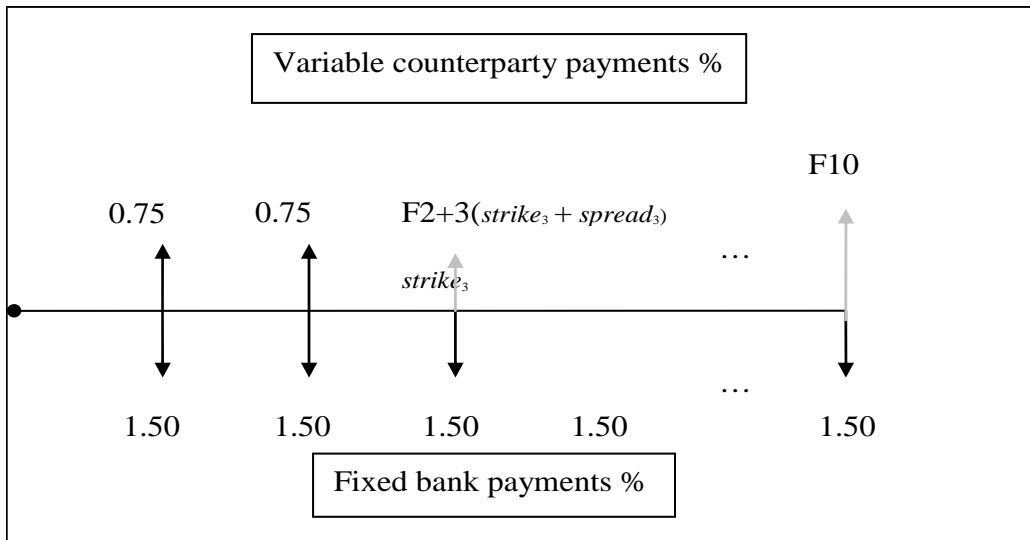 Variable counterparty payments %
F10
0.75 0.75 F2+3(strike₃ + spread₃)
…
strike₃
…
1.50 1.50 1.50 1.50 1.50
Fixed bank payments %